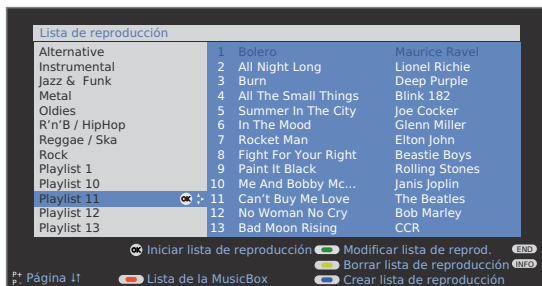 Lista de reproducción
Alternative 1 Bolero Maurice Ravel
Instrumental 2 All Night Long Lionel Richie
Jazz & Funk 3 Burn Deep Purple
Metal 4 All The Small Things Blink 182
Oldies 5 Summer In The City Joe Cocker
R'n'B / HipHop 6 In The Mood Glenn Miller
Reggae / Ska 7 Rocket Man Elton John
Rock 8 Fight For Your Right Beastie Boys
Playlist 1 9 Paint It Black Rolling Stones
Playlist 10 10 Me And Bobby Mc... Janis Joplin
Playlist 11 OK 11 Can't Buy Me Love The Beatles
Playlist 12 12 No Woman No Cry Bob Marley
Playlist 13 13 Bad Moon Rising CCR
OK Iniciar lista de reproducción Modificar lista de reprod. END
Borrar lista de reproducción INFO
P+ P- Página ↓↑ Lista de la MusicBox Crear lista de reproducción